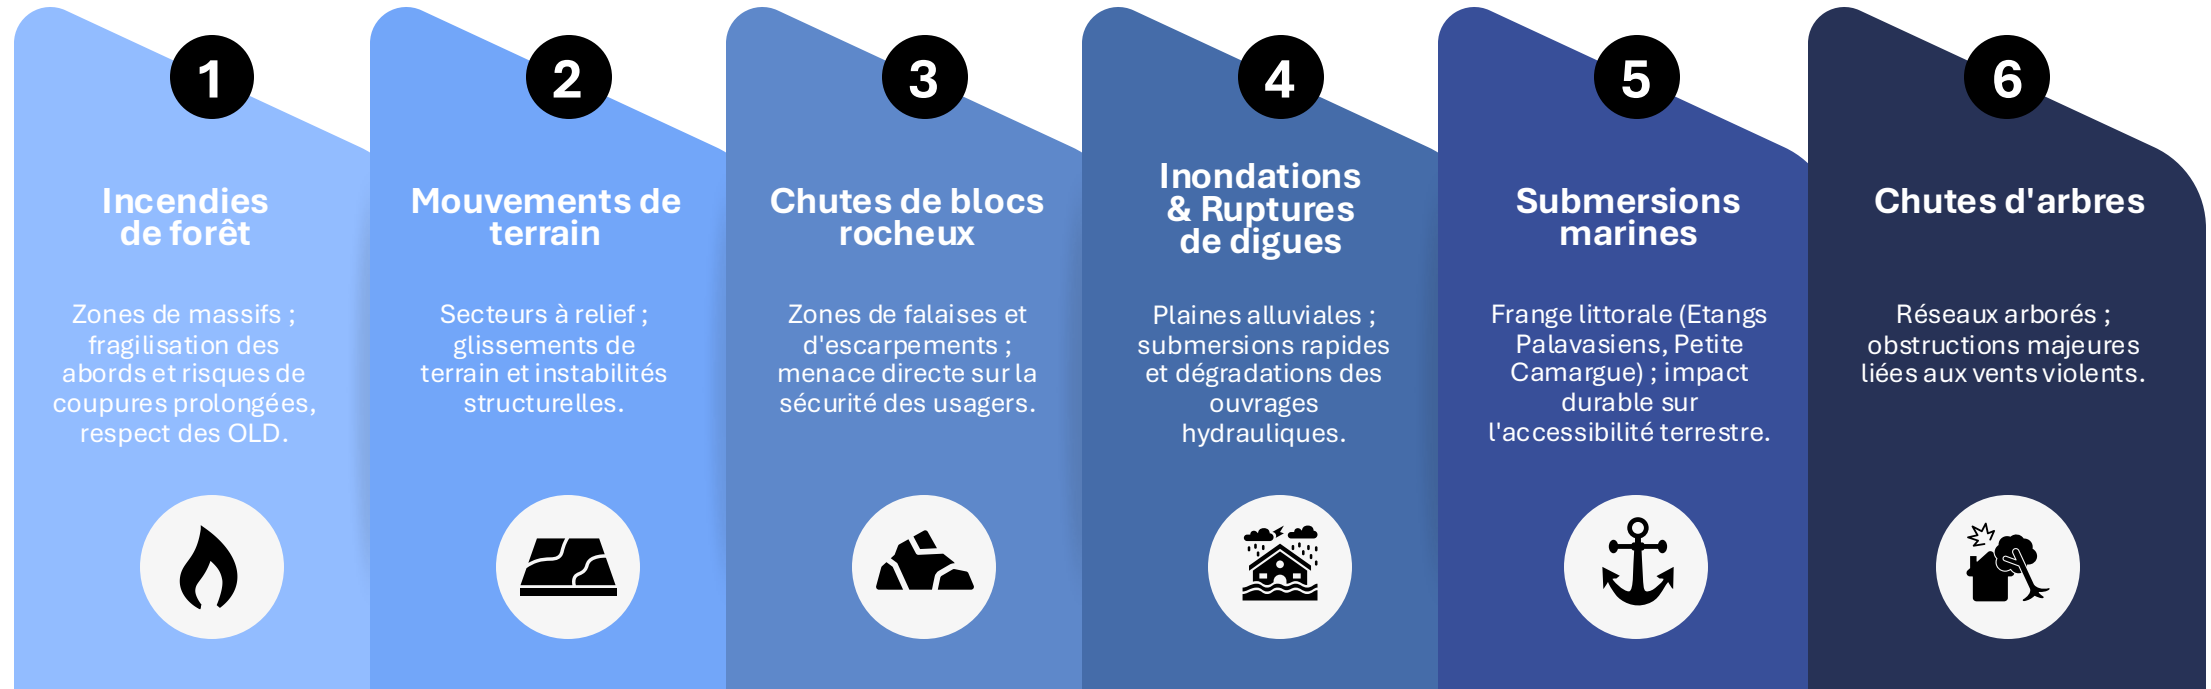 1
Incendies
de forêt
Zones de massifs ;
fragilisation des
abords et risques de
coupures prolongées,
respect des OLD.
2
Mouvements de
terrain
Secteurs à relief ;
glissements de
terrain et instabilités
structurelles.
3
Chutes de blocs
rocheux
Zones de falaises et
d'escarpements ;
menace directe sur la
sécurité des usagers.
4
Inondations
& Ruptures
de digues
Plaines alluviales ;
submersions rapides
et dégradations des
ouvrages
hydrauliques.
5
Submersions
marines
Frange littorale (Etangs
Palavasiens, Petite
Camargue) ; impact
durable sur
l'accessibilité terrestre.
6
Chutes d'arbres
Réseaux arborés ;
obstructions majeures
liées aux vents violents.